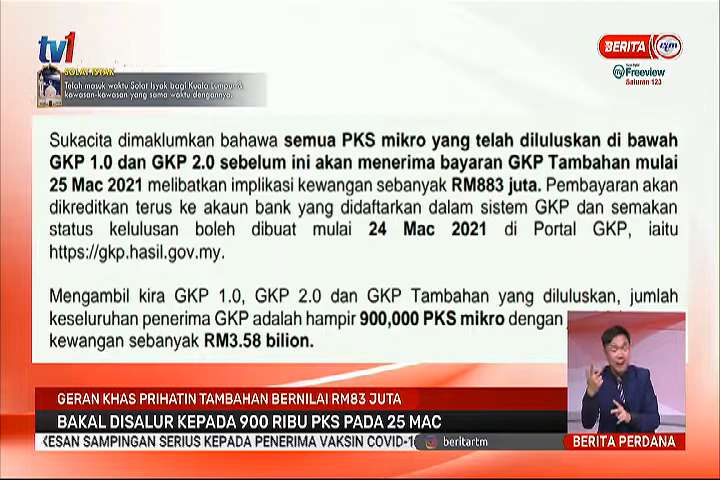 tv1
BERITA rtm
myFreeview
Saluran 123
SOLAT ISYAK
Telah masuk waktu Solat Isyak bagi Kuala Lumpur &
kawasan-kawasan yang sama waktu dengannya.
Sukacita dimaklumkan bahawa semua PKS mikro yang telah diluluskan di bawah
GKP 1.0 dan GKP 2.0 sebelum ini akan menerima bayaran GKP Tambahan mulai
25 Mac 2021 melibatkan implikasi kewangan sebanyak RM883 juta. Pembayaran akan
dikreditkan terus ke akaun bank yang didaftarkan dalam sistem GKP dan semakan
status kelulusan boleh dibuat mulai 24 Mac 2021 di Portal GKP, iaitu
https://gkp.hasil.gov.my.
Mengambil kira GKP 1.0, GKP 2.0 dan GKP Tambahan yang diluluskan, jumlah
keseluruhan penerima GKP adalah hampir 900,000 PKS mikro dengan
kewangan sebanyak RM3.58 bilion.
GERAN KHAS PRIHATIN TAMBAHAN BERNILAI RM83 JUTA
BAKAL DISALUR KEPADA 900 RIBU PKS PADA 25 MAC
KESAN SAMPINGAN SERIUS KEPADA PENERIMA VAKSIN COVID-1
beritartm
BERITA PERDANA